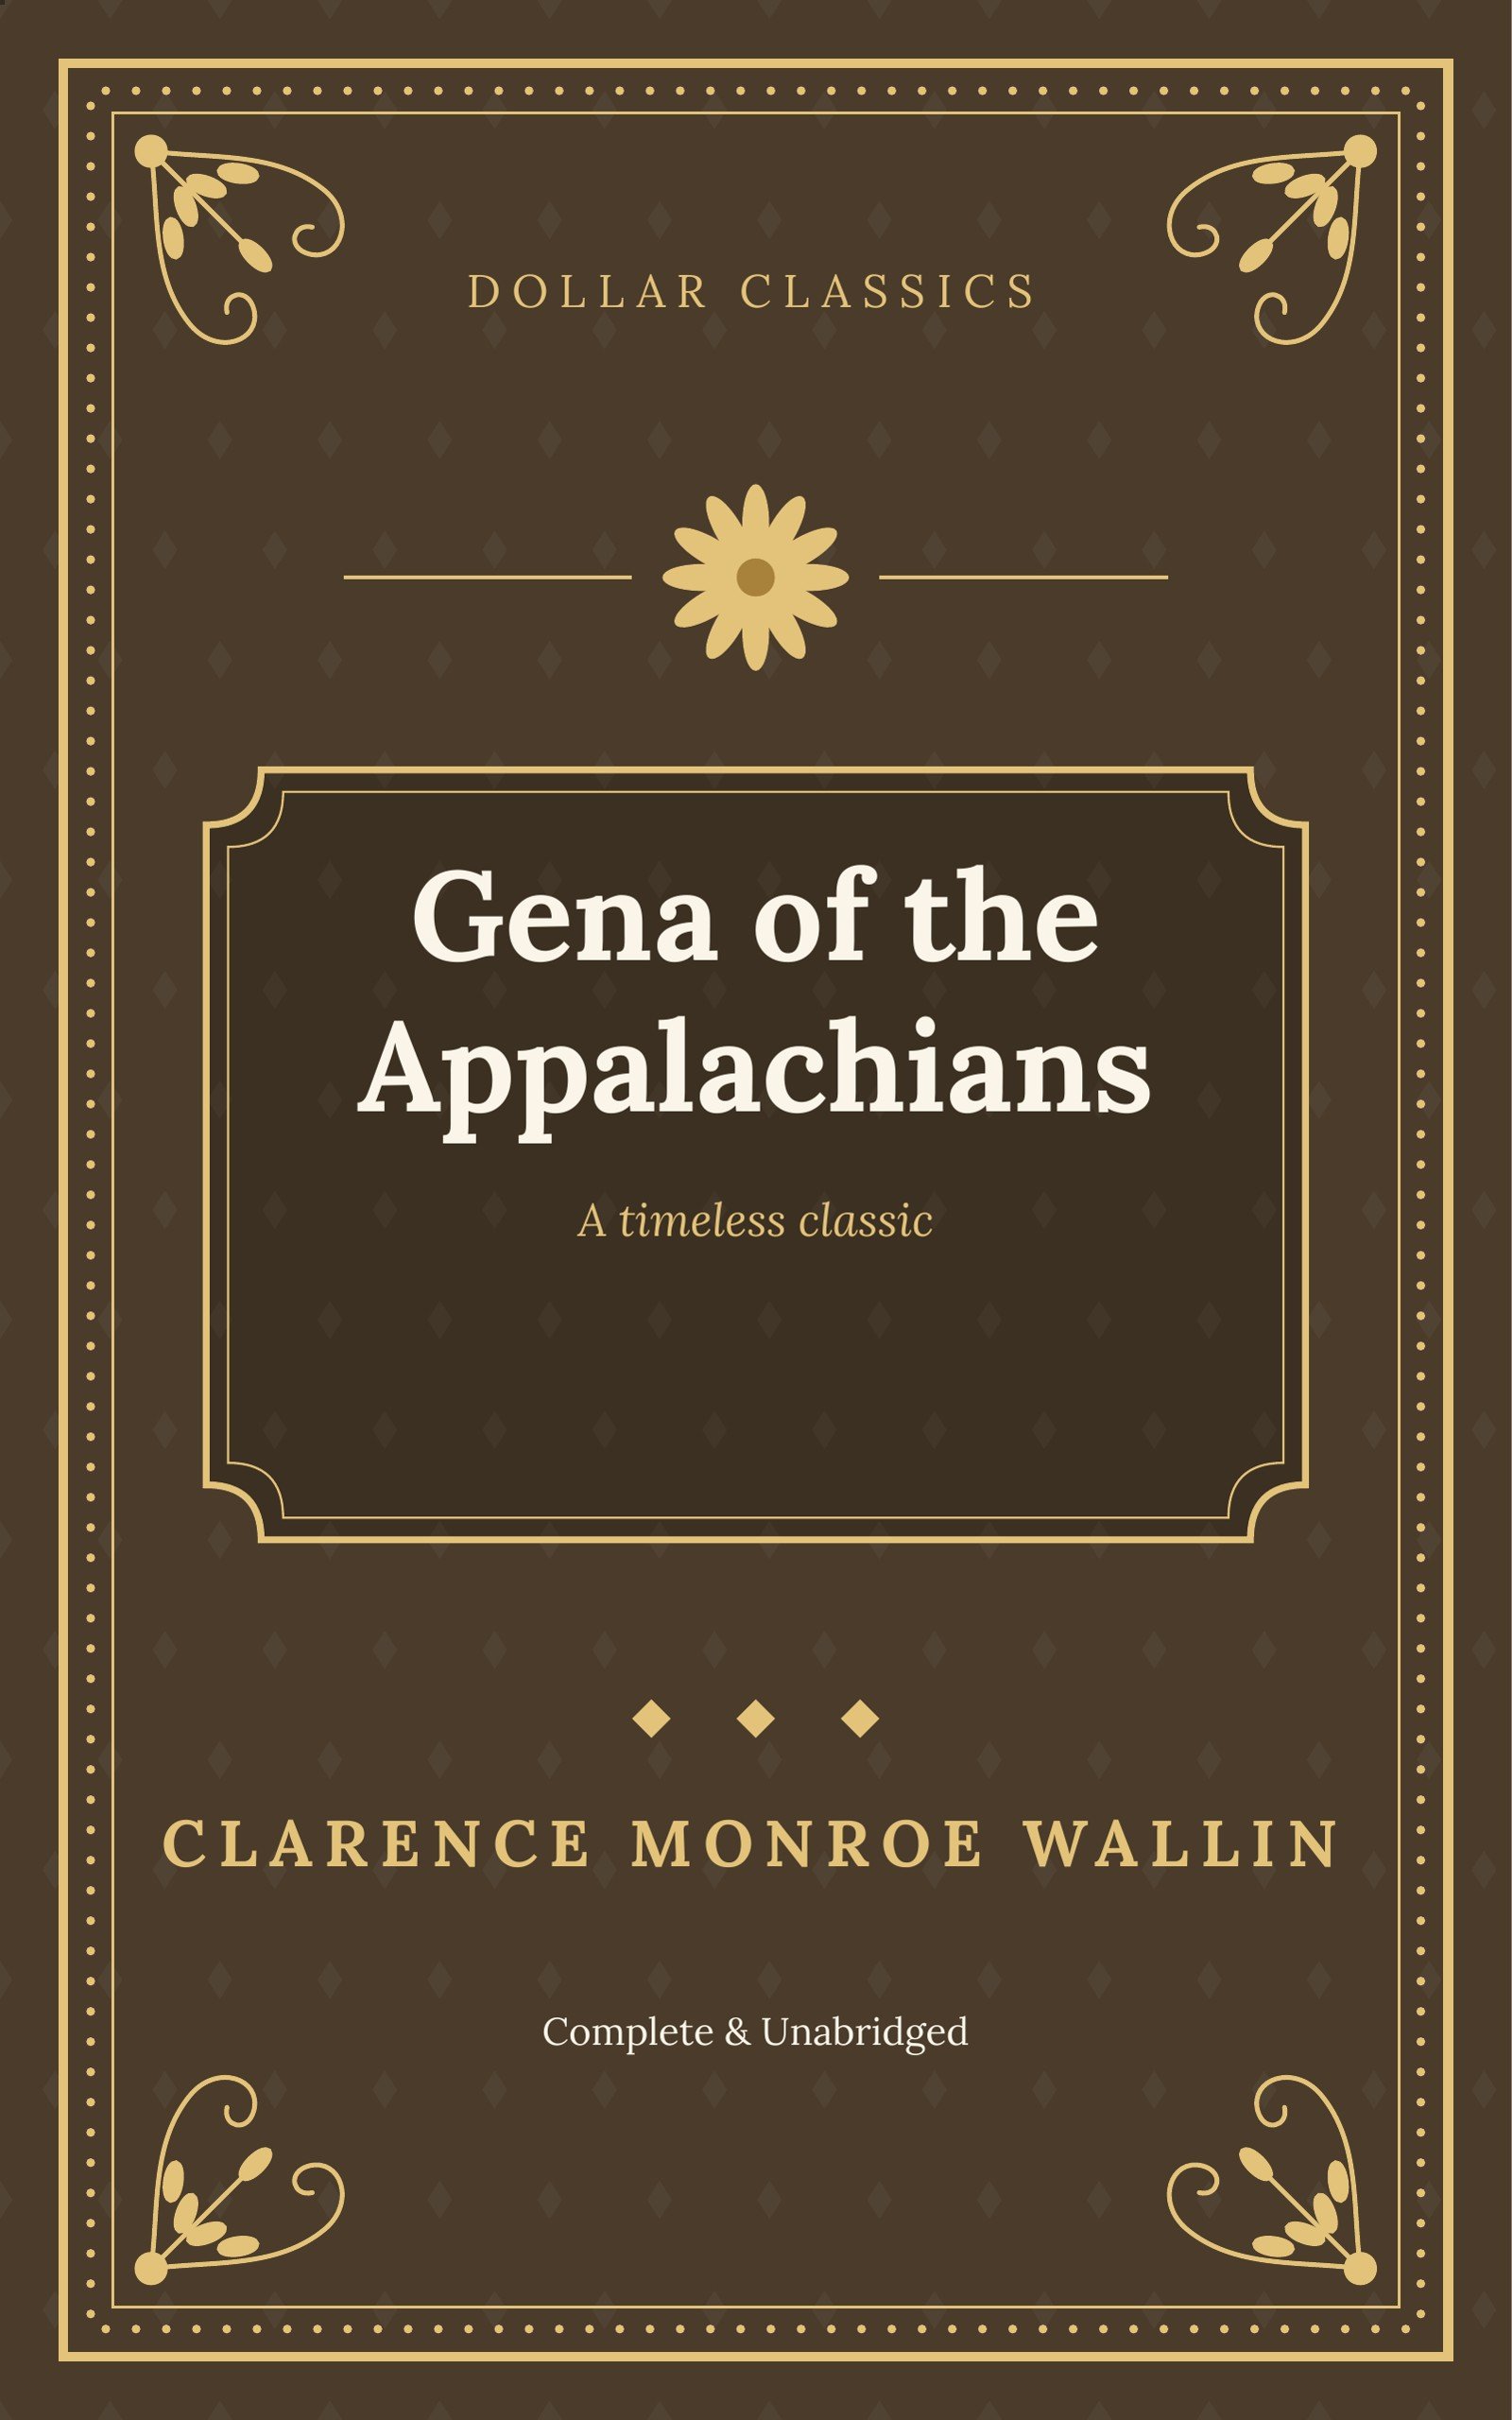 DOLLAR CLASSICS
Gena of the
Appalachians
A timeless classic
CLARENCE MONROE WALLIN
Complete & Unabridged